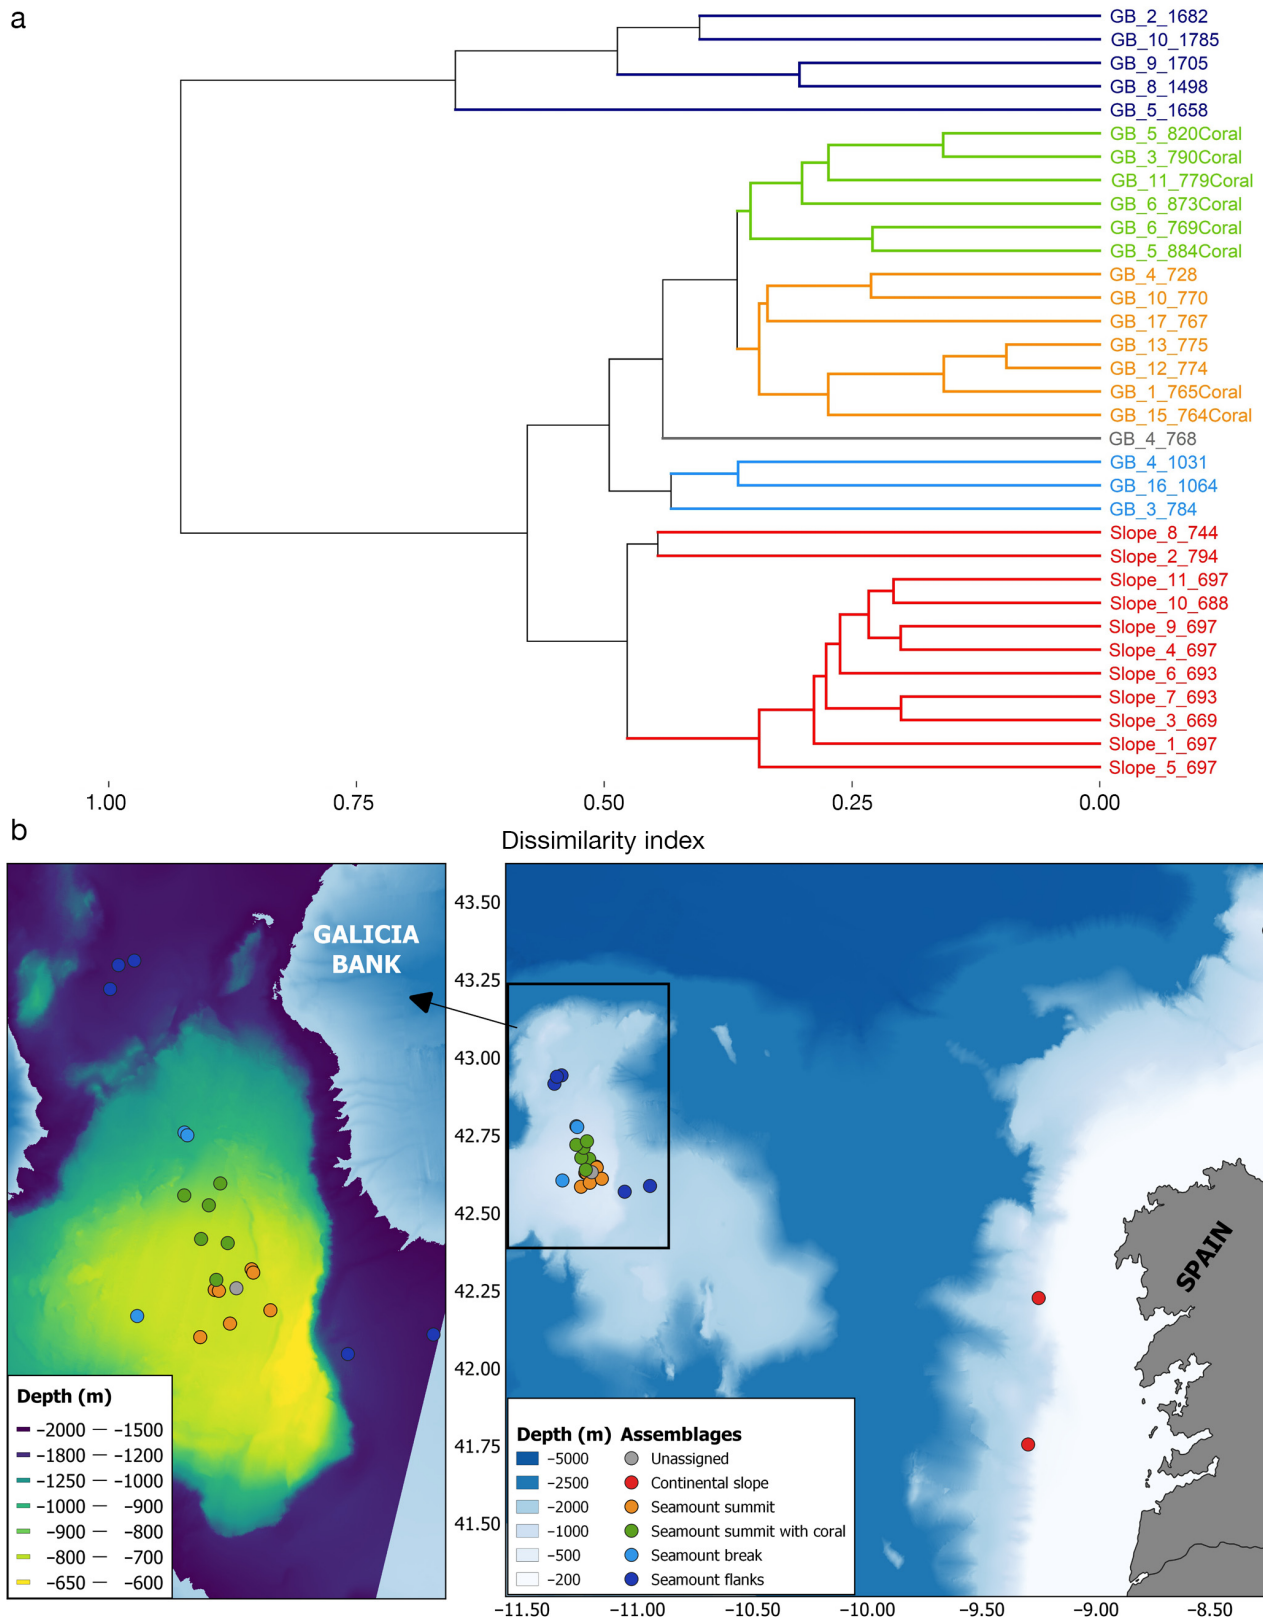 a
GB_2_1682
GB_10_1785
GB_9_1705
GB_8_1498
GB_5_1658
GB_5_820Coral
GB_3_790Coral
GB_11_779Coral
GB_6_873Coral
GB_6_769Coral
GB_5_884Coral
GB_4_728
GB_10_770
GB_17_767
GB_13_775
GB_12_774
GB_1_765Coral
GB_15_764Coral
GB_4_768
GB_4_1031
GB_16_1064
GB_3_784
Slope_8_744
Slope_2_794
Slope_11_697
Slope_10_688
Slope_9_697
Slope_4_697
Slope_6_693
Slope_7_693
Slope_3_669
Slope_1_697
Slope_5_697
1.00 0.75 0.50 0.25 0.00
Dissimilarity index
b
GALICIA
BANK
Depth (m)
−2000 — −1500
−1800 — −1200
−1250 — −1000
−1000 — −900
−900 — −800
−800 — −700
−650 — −600
43.50
43.25
43.00
42.75
42.50
42.25
42.00
41.75
41.50
SPAIN
Depth (m) Assemblages
−5000 Unassigned
−2500 Continental slope
−2000 Seamount summit
−1000 Seamount summit with coral
−500 Seamount break
−200 Seamount flanks
−11.50 −11.00 −10.50 −10.00 −9.50 −9.00 −8.50